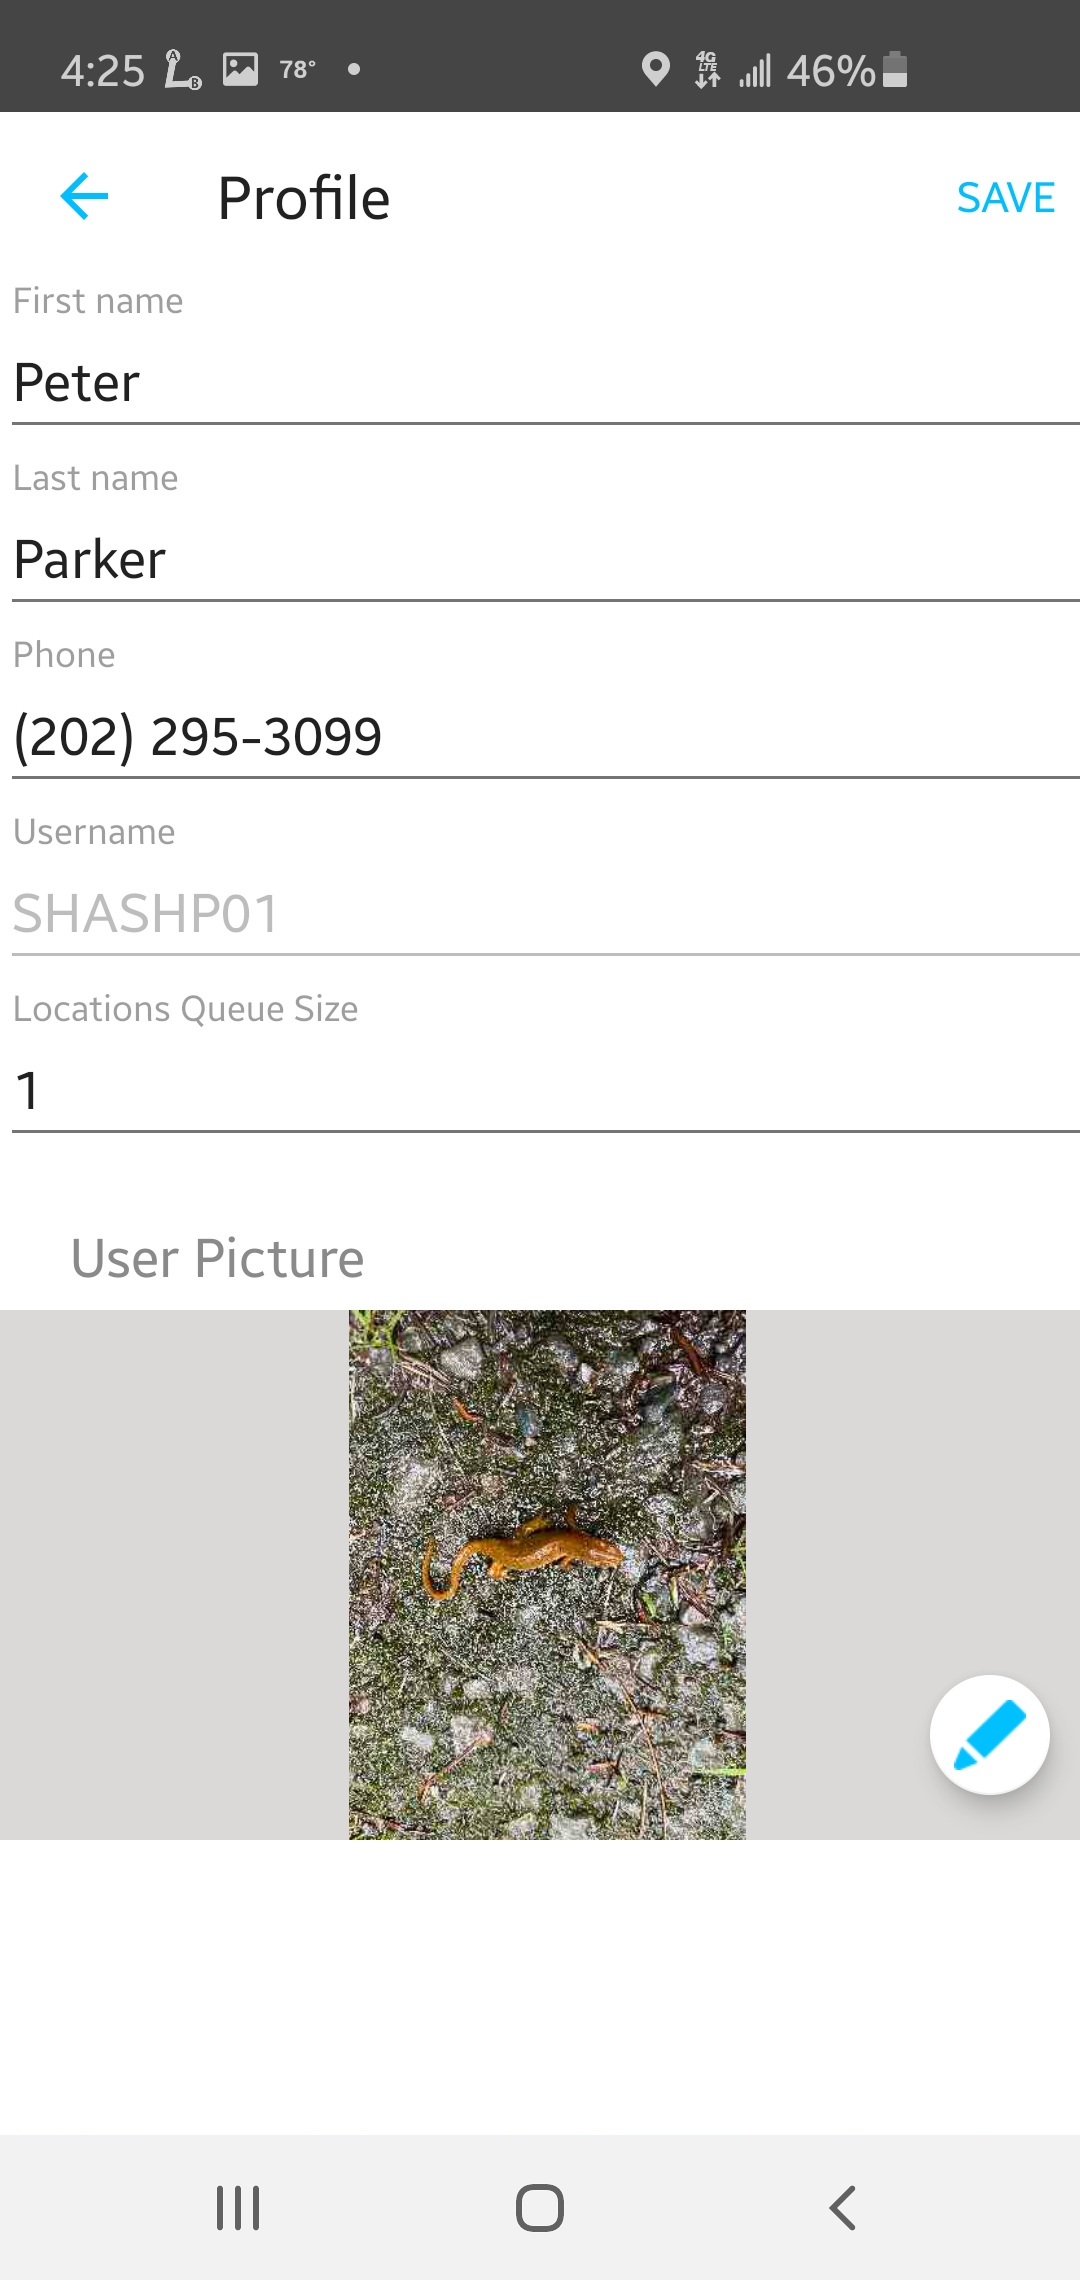 4:25 A B 78° 4G LTE 46%
Profile SAVE
First name
Peter
Last name
Parker
Phone
(202) 295-3099
Username
SHASHP01
Locations Queue Size
1
User Picture